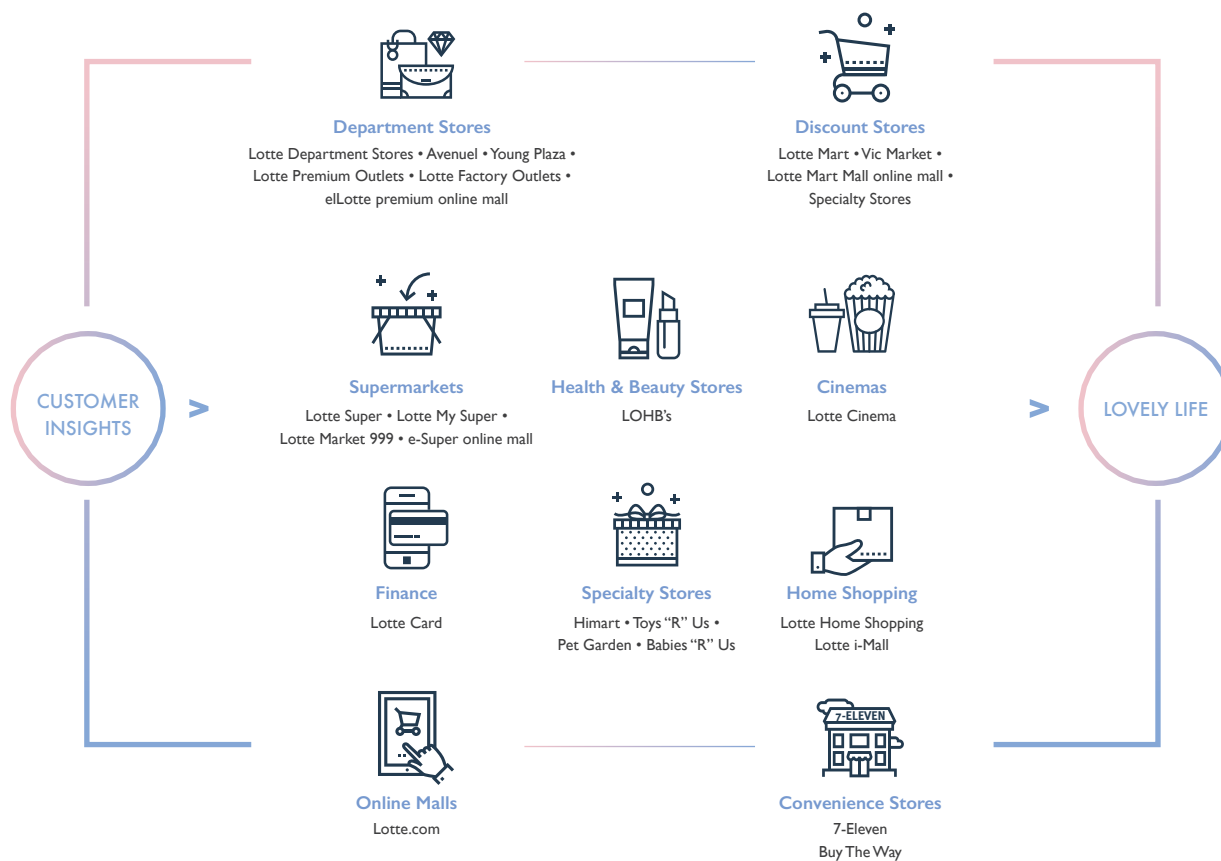 Department Stores
Lotte Department Stores • Avenuel • Young Plaza •
Lotte Premium Outlets • Lotte Factory Outlets •
elLotte premium online mall
Discount Stores
Lotte Mart • Vic Market •
Lotte Mart Mall online mall •
Specialty Stores
CUSTOMER
INSIGHTS
>
Supermarkets
Lotte Super • Lotte My Super •
Lotte Market 999 • e-Super online mall
Health & Beauty Stores
LOHB’s
Cinemas
Lotte Cinema
>
LOVELY LIFE
Finance
Lotte Card
Specialty Stores
Himart • Toys “R” Us •
Pet Garden • Babies “R” Us
Home Shopping
Lotte Home Shopping
Lotte i-Mall
Online Malls
Lotte.com
7-ELEVEN
Convenience Stores
7-Eleven
Buy The Way